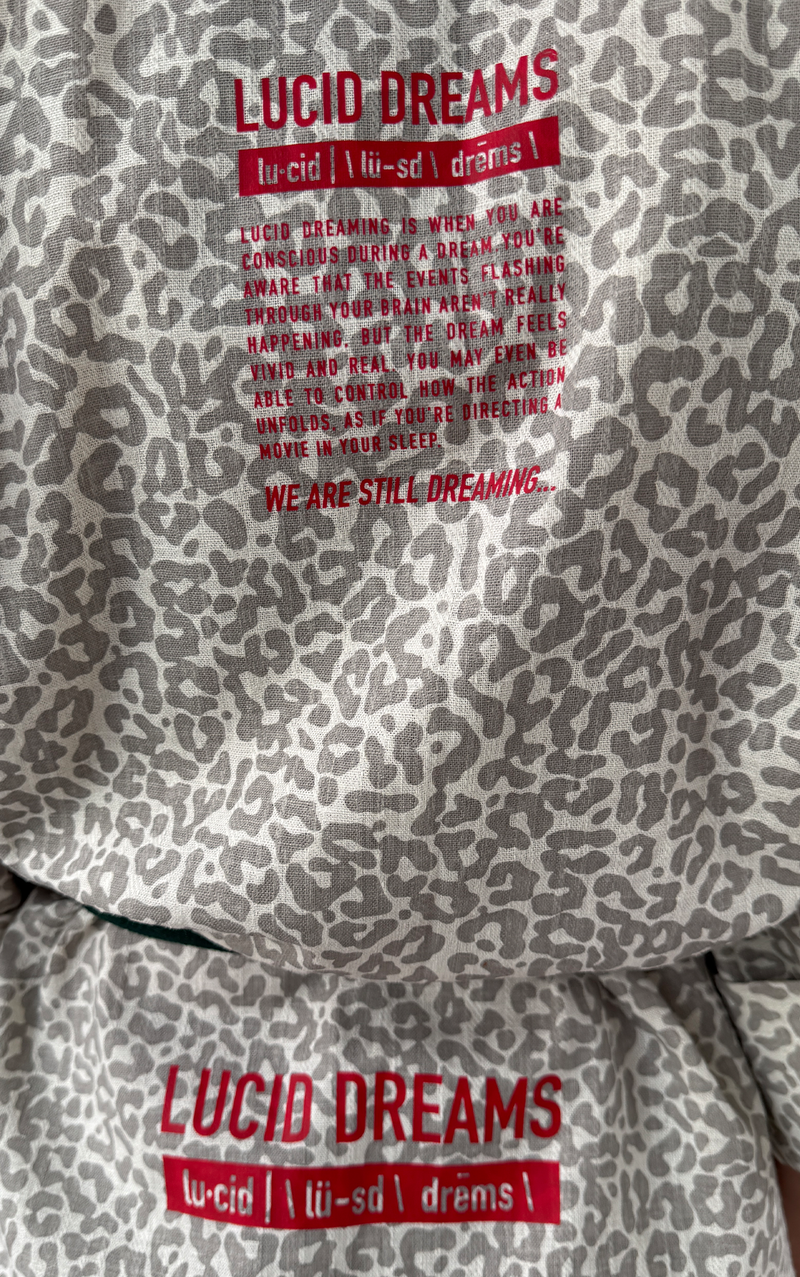 LUCID DREAMS
lu·cid | \ lü-sd \ drēms \
LUCID DREAMING IS WHEN YOU ARE
CONSCIOUS DURING A DREAM YOU'RE
AWARE THAT THE EVENTS FLASHING
THROUGH YOUR BRAIN AREN'T REALLY
HAPPENING, BUT THE DREAM FEELS
VIVID AND REAL. YOU MAY EVEN BE
ABLE TO CONTROL HOW THE ACTION
UNFOLDS, AS IF YOU'RE DIRECTING A
MOVIE IN YOUR SLEEP.
WE ARE STILL DREAMING...
LUCID DREAMS
lu·cid | \ lü-sd \ drēms \